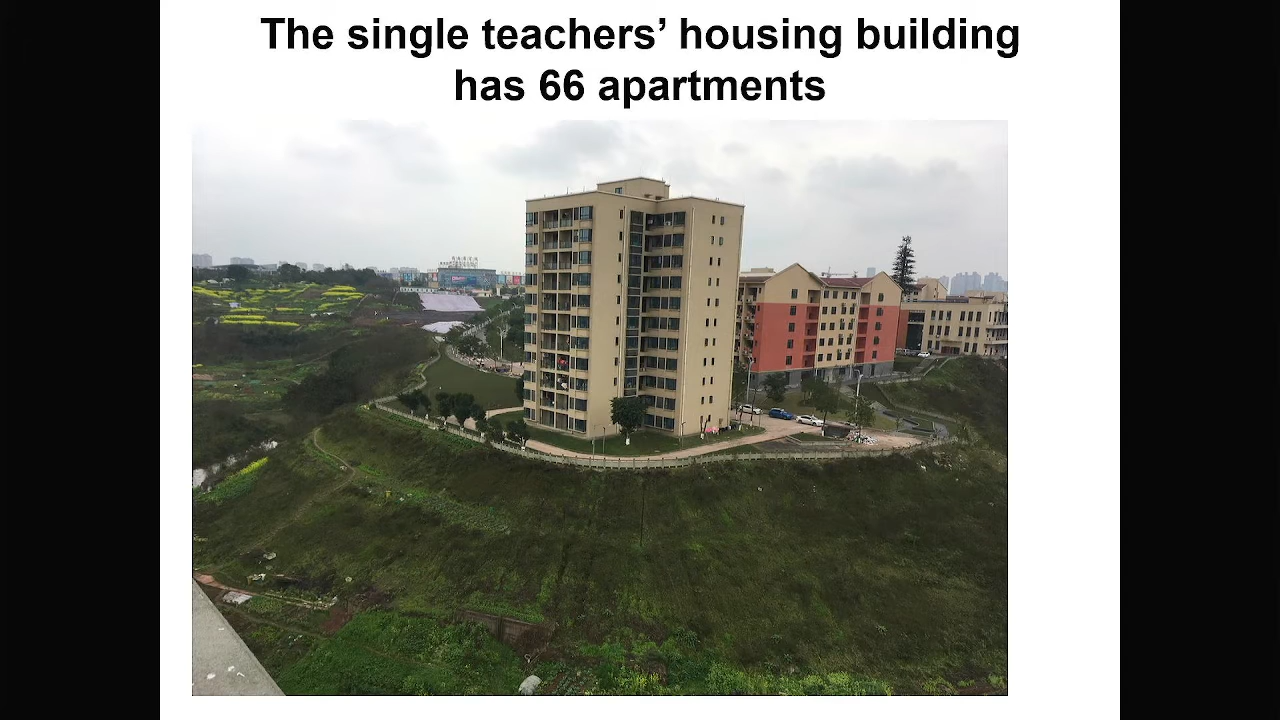 The single teachers’ housing building
has 66 apartments